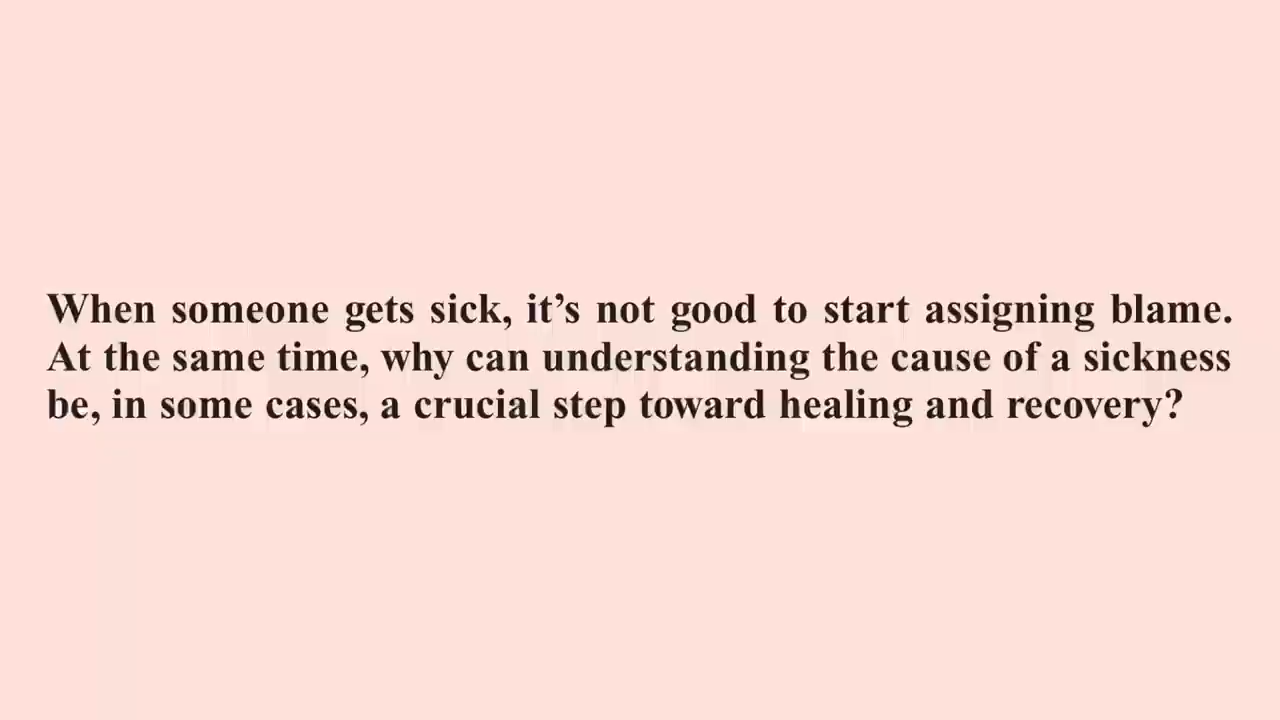 When someone gets sick, it’s not good to start assigning blame.
At the same time, why can understanding the cause of a sickness
be, in some cases, a crucial step toward healing and recovery?